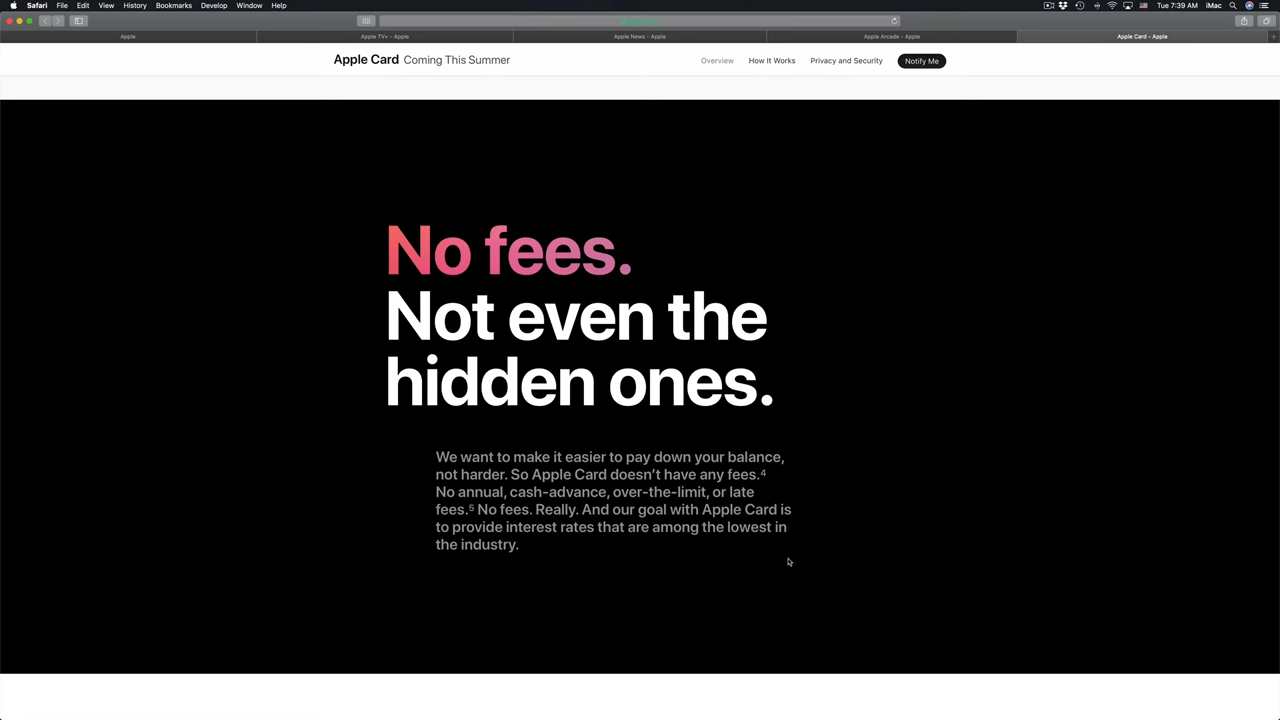 Safari File Edit View History Bookmarks Develop Window Help Tue 7:39 AM iMac
Apple Apple TV+ - Apple Apple News - Apple Apple Arcade - Apple Apple Card - Apple
Apple Card Coming This Summer Overview How It Works Privacy and Security Notify Me
No fees.
Not even the
hidden ones.
We want to make it easier to pay down your balance,
not harder. So Apple Card doesn’t have any fees.⁴
No annual, cash-advance, over-the-limit, or late
fees.⁵ No fees. Really. And our goal with Apple Card is
to provide interest rates that are among the lowest in
the industry.